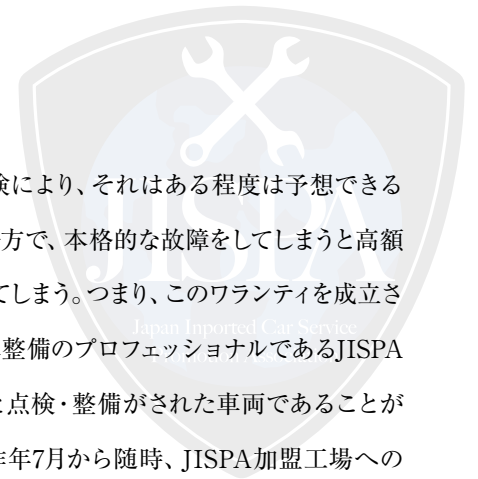 験により、それはある程度は予想できる
方で、本格的な故障をしてしまうと高額
てしまう。つまり、このワランティを成立さ
整備のプロフェッショナルであるJISPA
と点検・整備がされた車両であることが
年7月から随時、JISPA加盟工場への
JISPA
Japan Inported Car Service